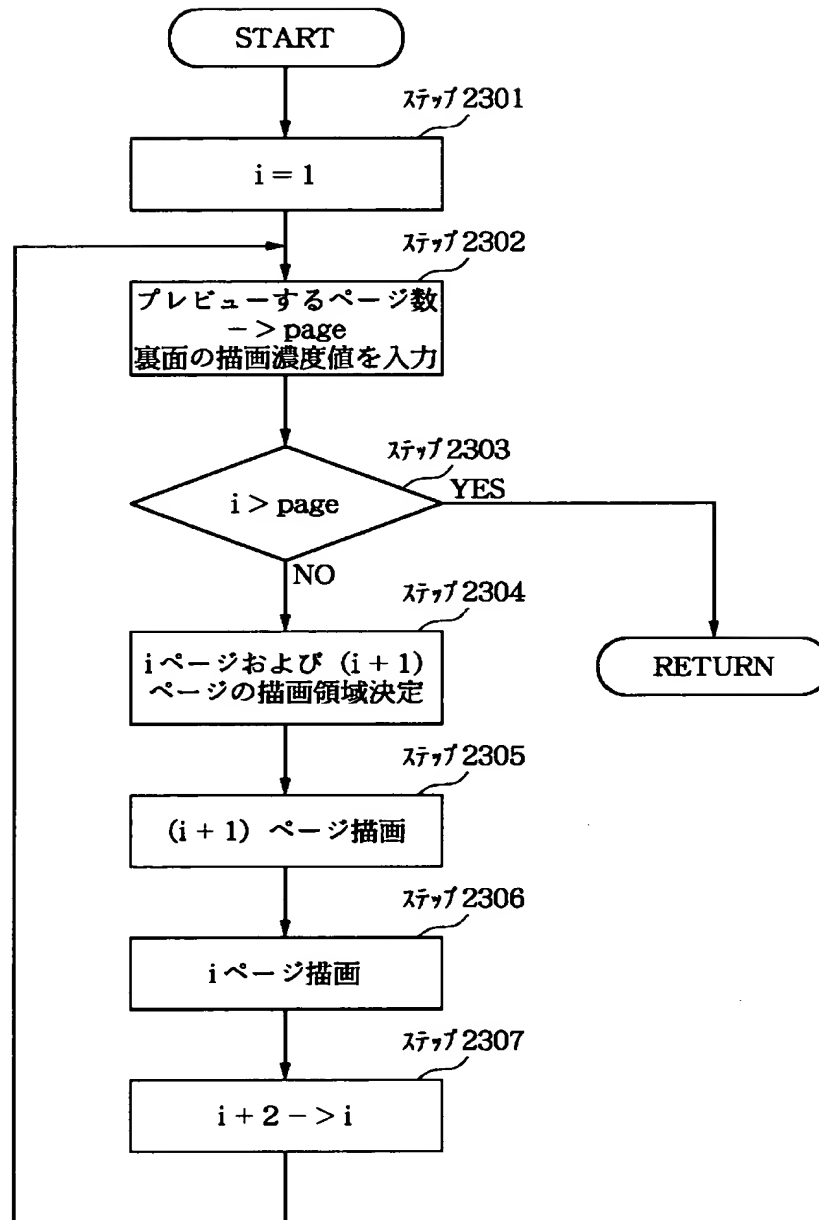 START
ステップ2301
i = 1
ステップ2302
プレビューするページ数
-> page
裏面の描画濃度値を入力
ステップ2303
i > page
YES
NO
ステップ2304
iページおよび (i + 1)
ページの描画領域決定
RETURN
ステップ2305
(i + 1) ページ描画
ステップ2306
iページ描画
ステップ2307
i + 2 -> i